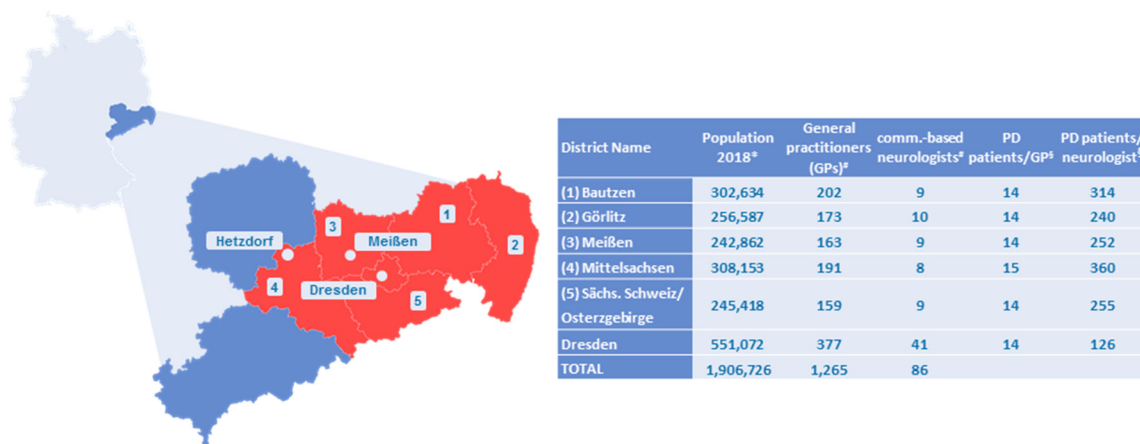 1
3
Hetzdorf
Meißen
2
4
Dresden
5
District Name Population 2018* General practitioners (GPs)# comm.-based neurologists# PD patients/GP§ PD patients/ neurologist§
(1) Bautzen 302,634 202 9 14 314
(2) Görlitz 256,587 173 10 14 240
(3) Meißen 242,862 163 9 14 252
(4) Mittelsachsen 308,153 191 8 15 360
(5) Sächs. Schweiz/
Osterzgebirge 245,418 159 9 14 255
Dresden 551,072 377 41 14 126
TOTAL 1,906,726 1,265 86